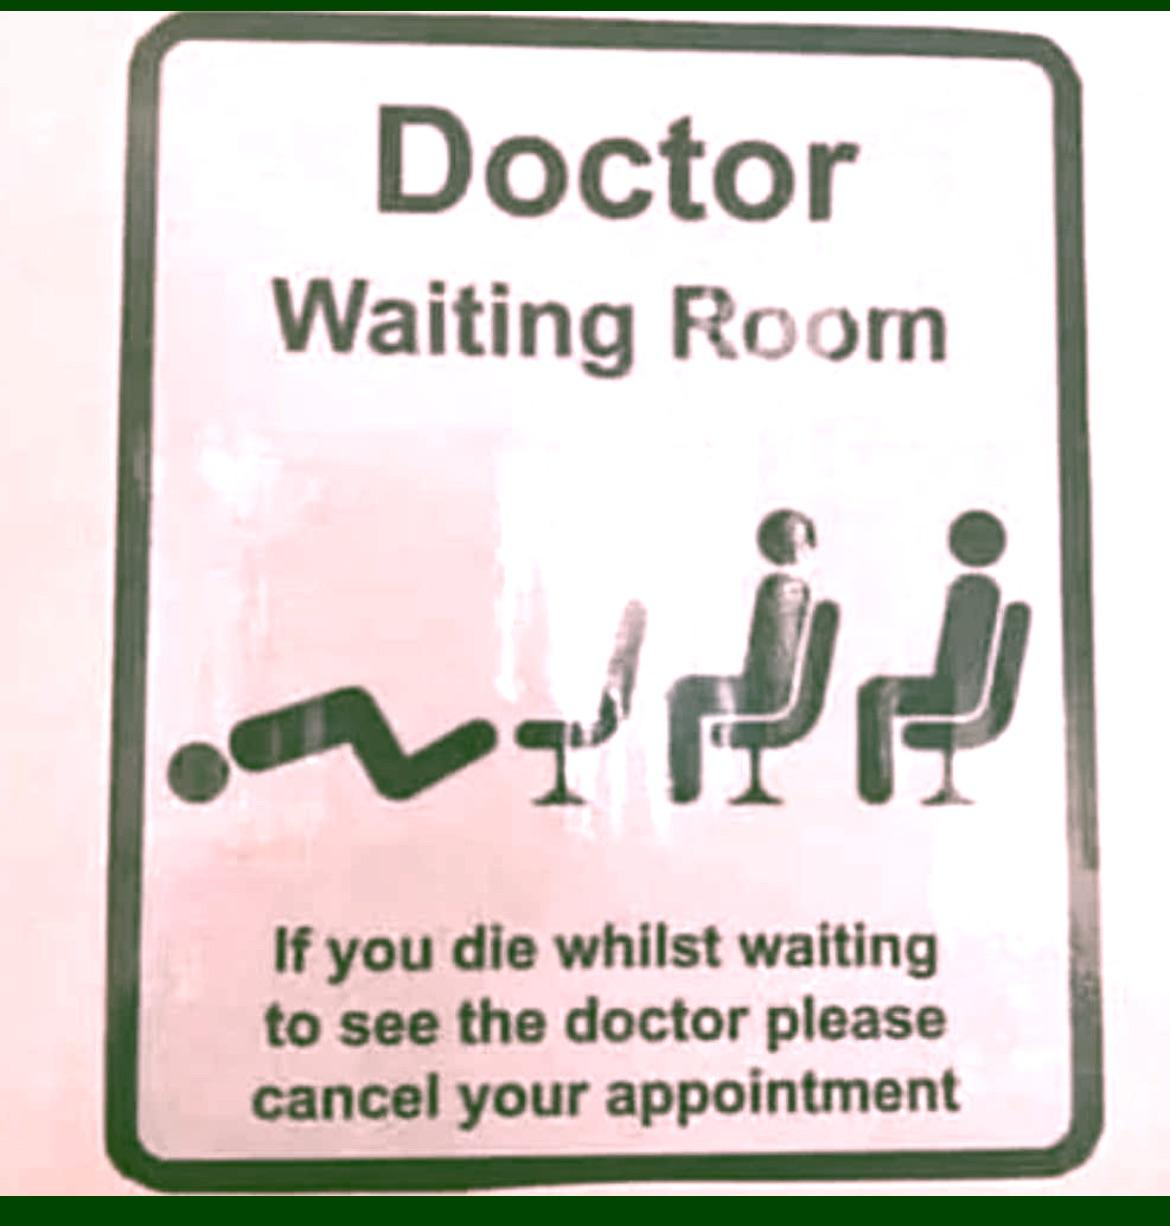 Doctor
Waiting Room
If you die whilst waiting
to see the doctor please
cancel your appointment